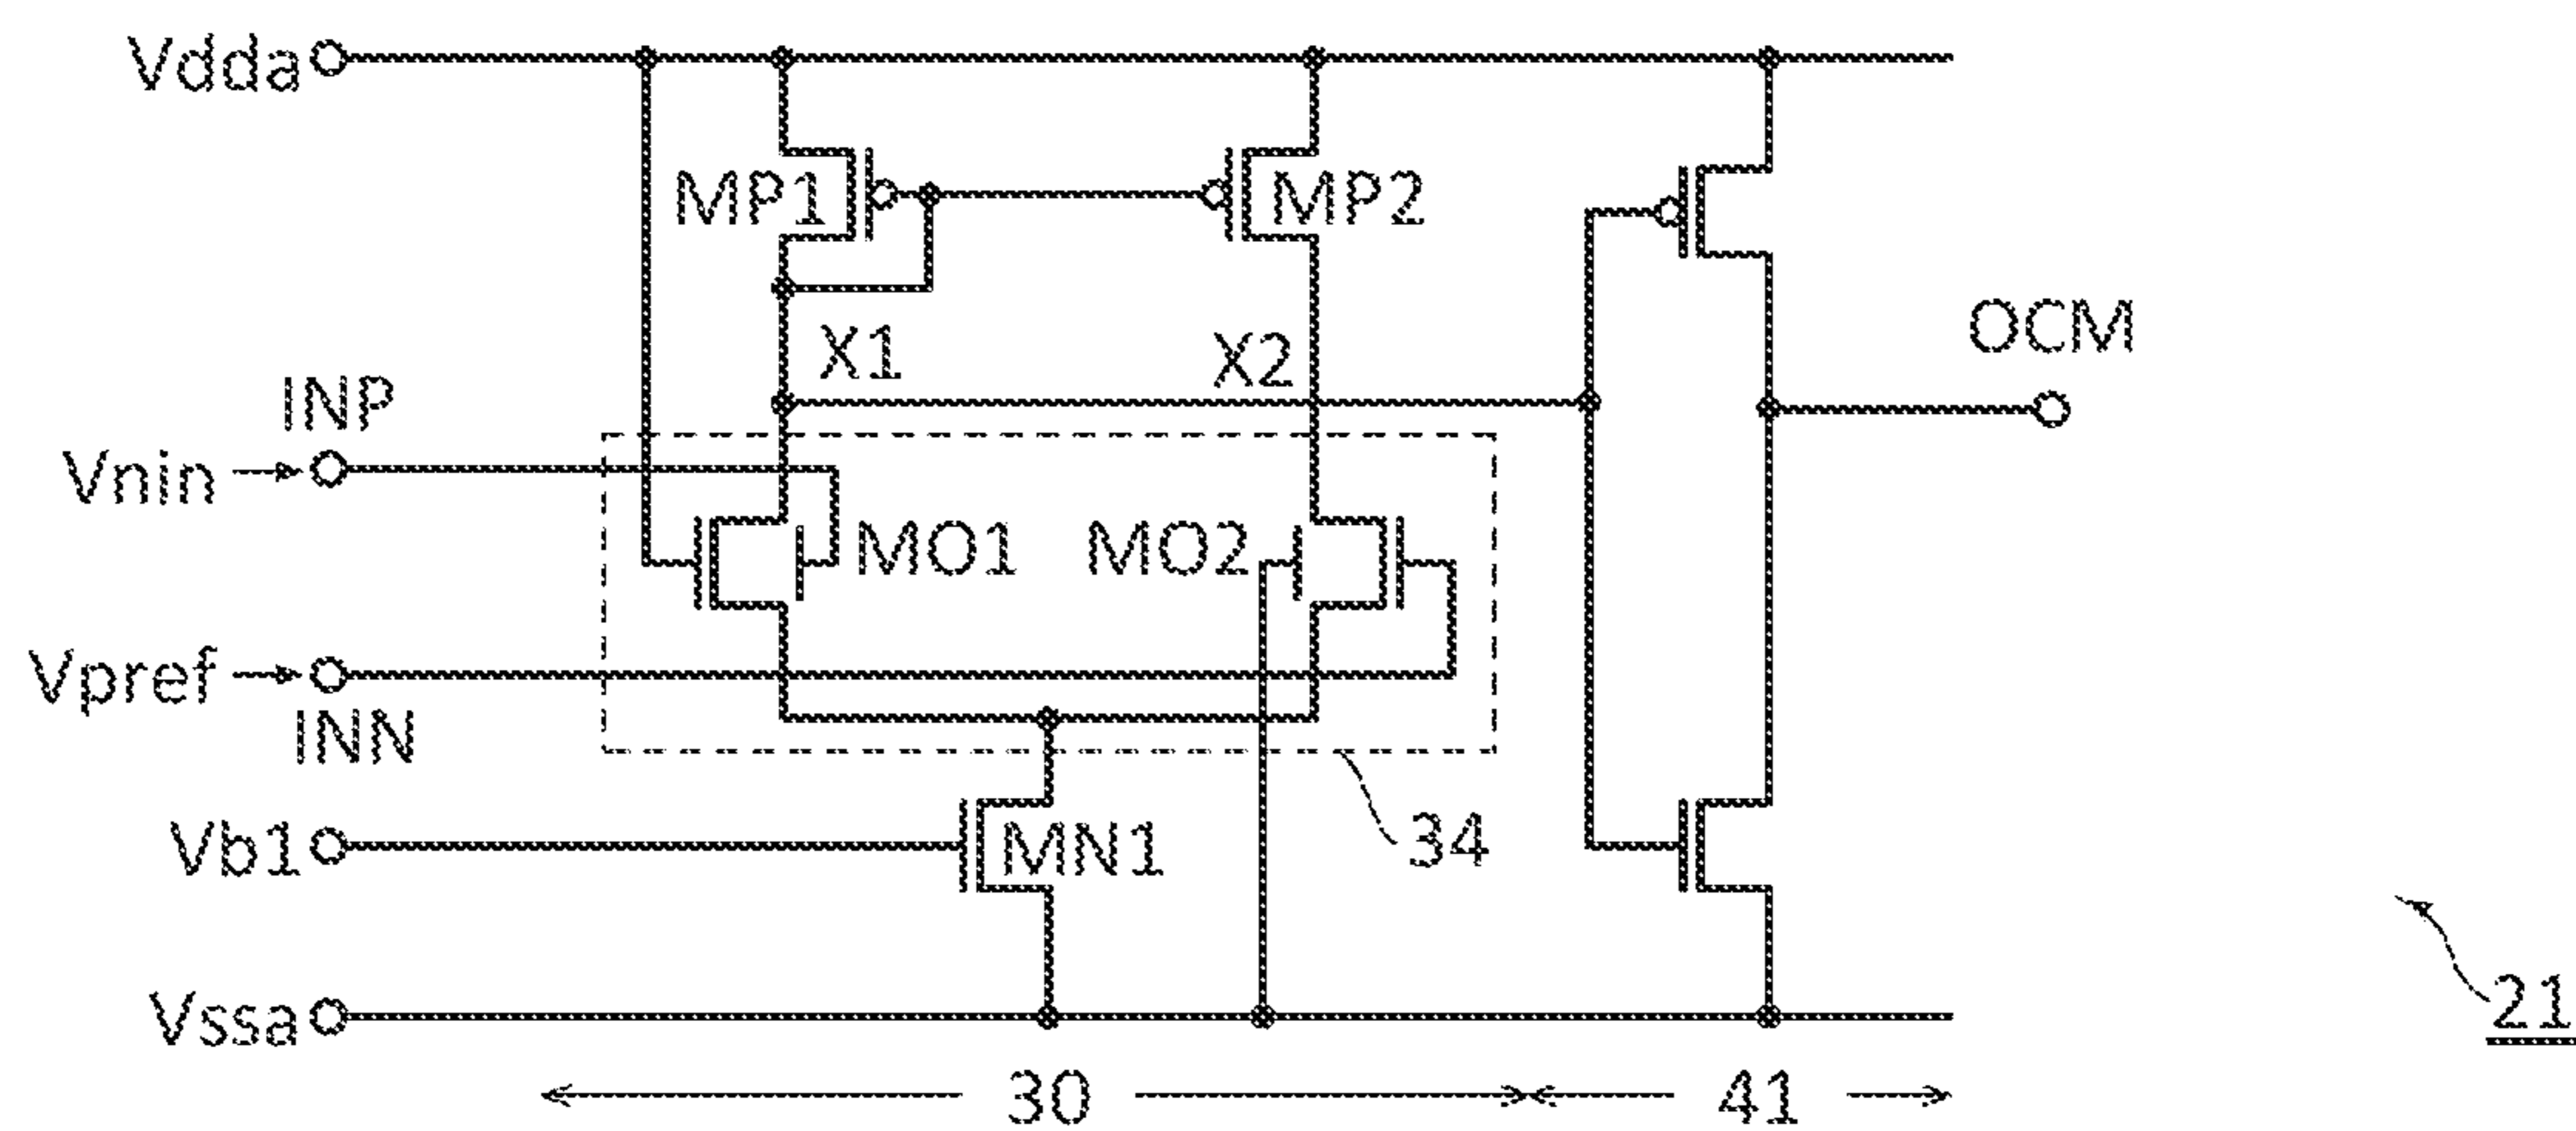 Vdda
MP1
MP2
X1
X2
OCM
INP
Vnin
MO1
MO2
Vpref
INN
Vb1
MN1
34
Vssa
21
30
41